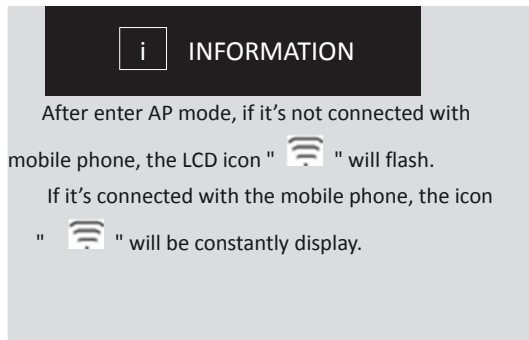 i INFORMATION
After enter AP mode, if it's not connected with
mobile phone, the LCD icon " " will flash.
If it's connected with the mobile phone, the icon
" " will be constantly display.